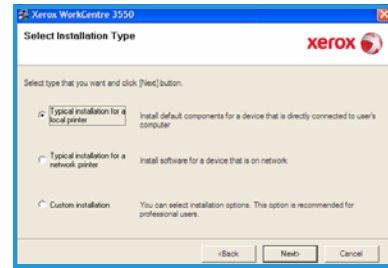 Xerox WorkCentre 3550
Select Installation Type
xerox
Select type that you want and click [Next] button.
Typical installation for a
local printer
Install default components for a device that is directly connected to user's
computer
Typical installation for a
network printer
Install software for a device that is on network
Custom installation
You can select installation options. This option is recommended for
professional users.
<Back
Next>
Cancel